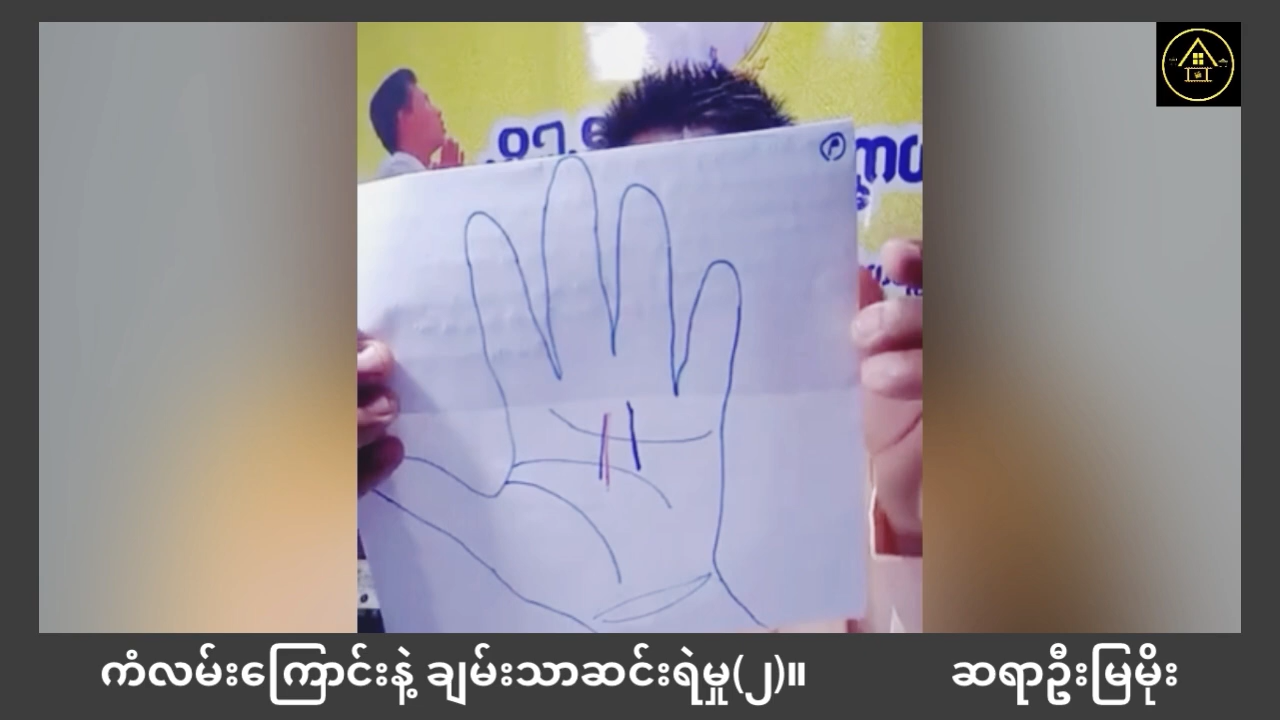 ကံလမ်းကြောင်းနဲ့ ချမ်းသာဆင်းရဲမှု(၂)။
ဆရာဦးမြမိုး